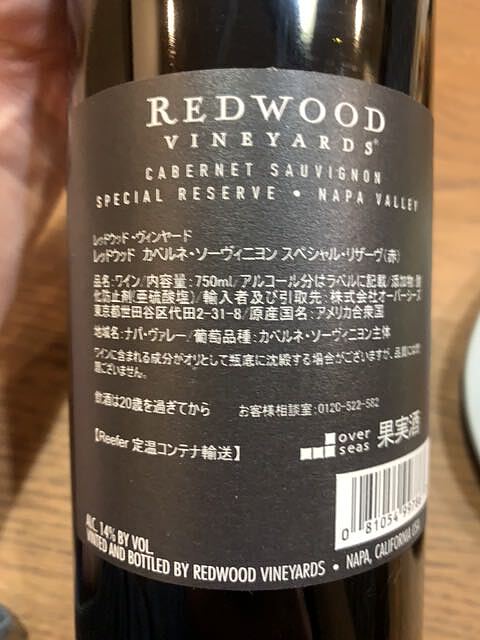 REDWOOD
VINEYARDS®
CABERNET SAUVIGNON
SPECIAL RESERVE • NAPA VALLEY
レッドウッド・ヴィンヤード
レッドウッド カベルネ・ソーヴィニヨン スペシャル・リザーヴ(赤)
品名:ワイン/内容量:750ml/アルコール分はラベルに記載/添加物:酸
化防止剤(亜硫酸塩)/輸入者及び引取先:株式会社オーバーシーズ
東京都世田谷区代田2-31-8/原産国名:アメリカ合衆国
地域名:ナパ・ヴァレー/葡萄品種:カベルネ・ソーヴィニヨン主体
ワインに含まれる成分がオリとして瓶底に沈殿する場合がございますが、品質には問
題ございません。
飲酒は20歳を過ぎてから お客様相談室:0120-522-582
【Reefer 定温コンテナ輸送】
over seas 果実酒
0 81054
ALC. 14% BY VOL.
VINTED AND BOTTLED BY REDWOOD VINEYARDS • NAPA, CALIFORNIA USA